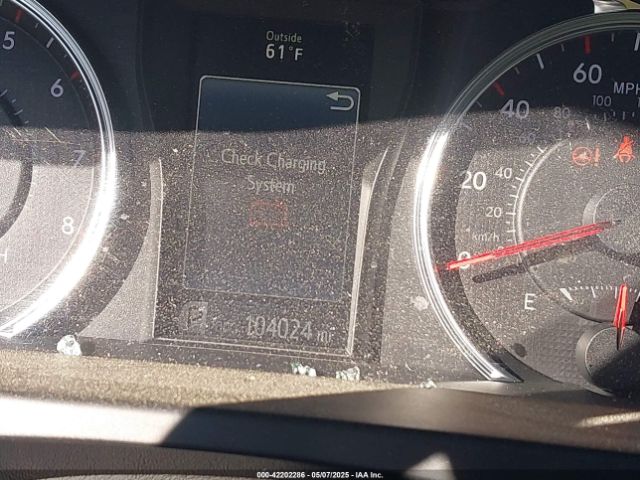 Outside
61°F
Check Charging
System
104024 mi
5
6
7
8
H
0
20
40
60
MPH
20
40
80
100
km/h
E
000-42202286 - 05/07/2025 - IAA Inc.